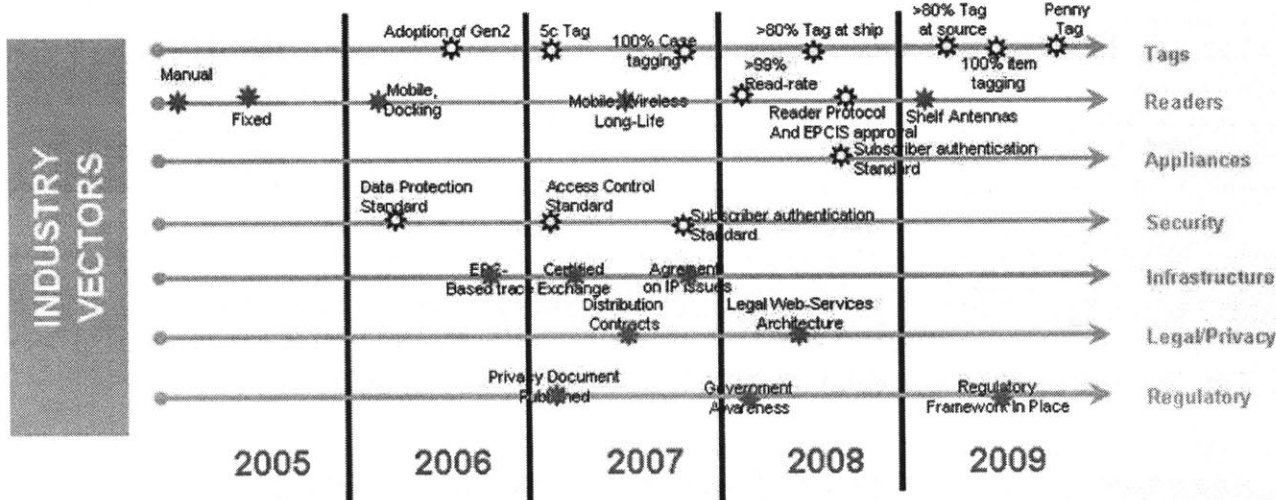 INDUSTRY
VECTORS
Adoption of Gen2
5c Tag
100% Case
tagging
>80% Tag at ship
>80% Tag
at source
Penny
Tag
100% item
tagging
Tags
Manual
Fixed
Mobile,
Docking
Mobile Wireless
Long-Life
>99%
Read-rate
Reader Protocol
And EPCIS approval
Shelf Antennas
Readers
Subscriber authentication
Standard
Appliances
Data Protection
Standard
Access Control
Standard
Subscriber authentication
Standard
Security
EPC-
Based trace
Certified
Exchange
Agreement
on IP issues
Infrastructure
Distribution
Contracts
Legal Web-Services
Architecture
Legal/Privacy
Privacy Document
Published
Government
Awareness
Regulatory
Framework In Place
Regulatory
2005
2006
2007
2008
2009